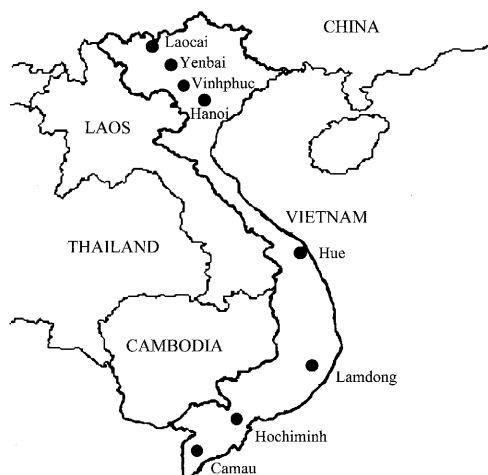 CHINA
Laocai
Yenbai
Vinhphuc
Hanoi
LAOS
VIETNAM
THAILAND
Hue
CAMBODIA
Lamdong
Hochiminh
Camau